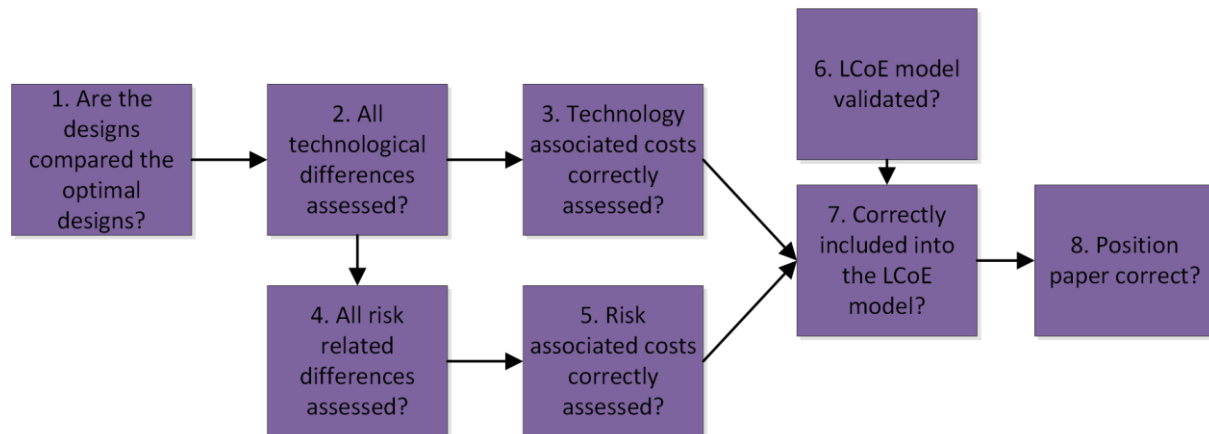 1. Are the
designs
compared the
optimal
designs?
2. All
technological
differences
assessed?
3. Technology
associated costs
correctly
assessed?
4. All risk
related
differences
assessed?
5. Risk
associated costs
correctly
assessed?
6. LCoE model
validated?
7. Correctly
included into
the LCoE
model?
8. Position
paper correct?